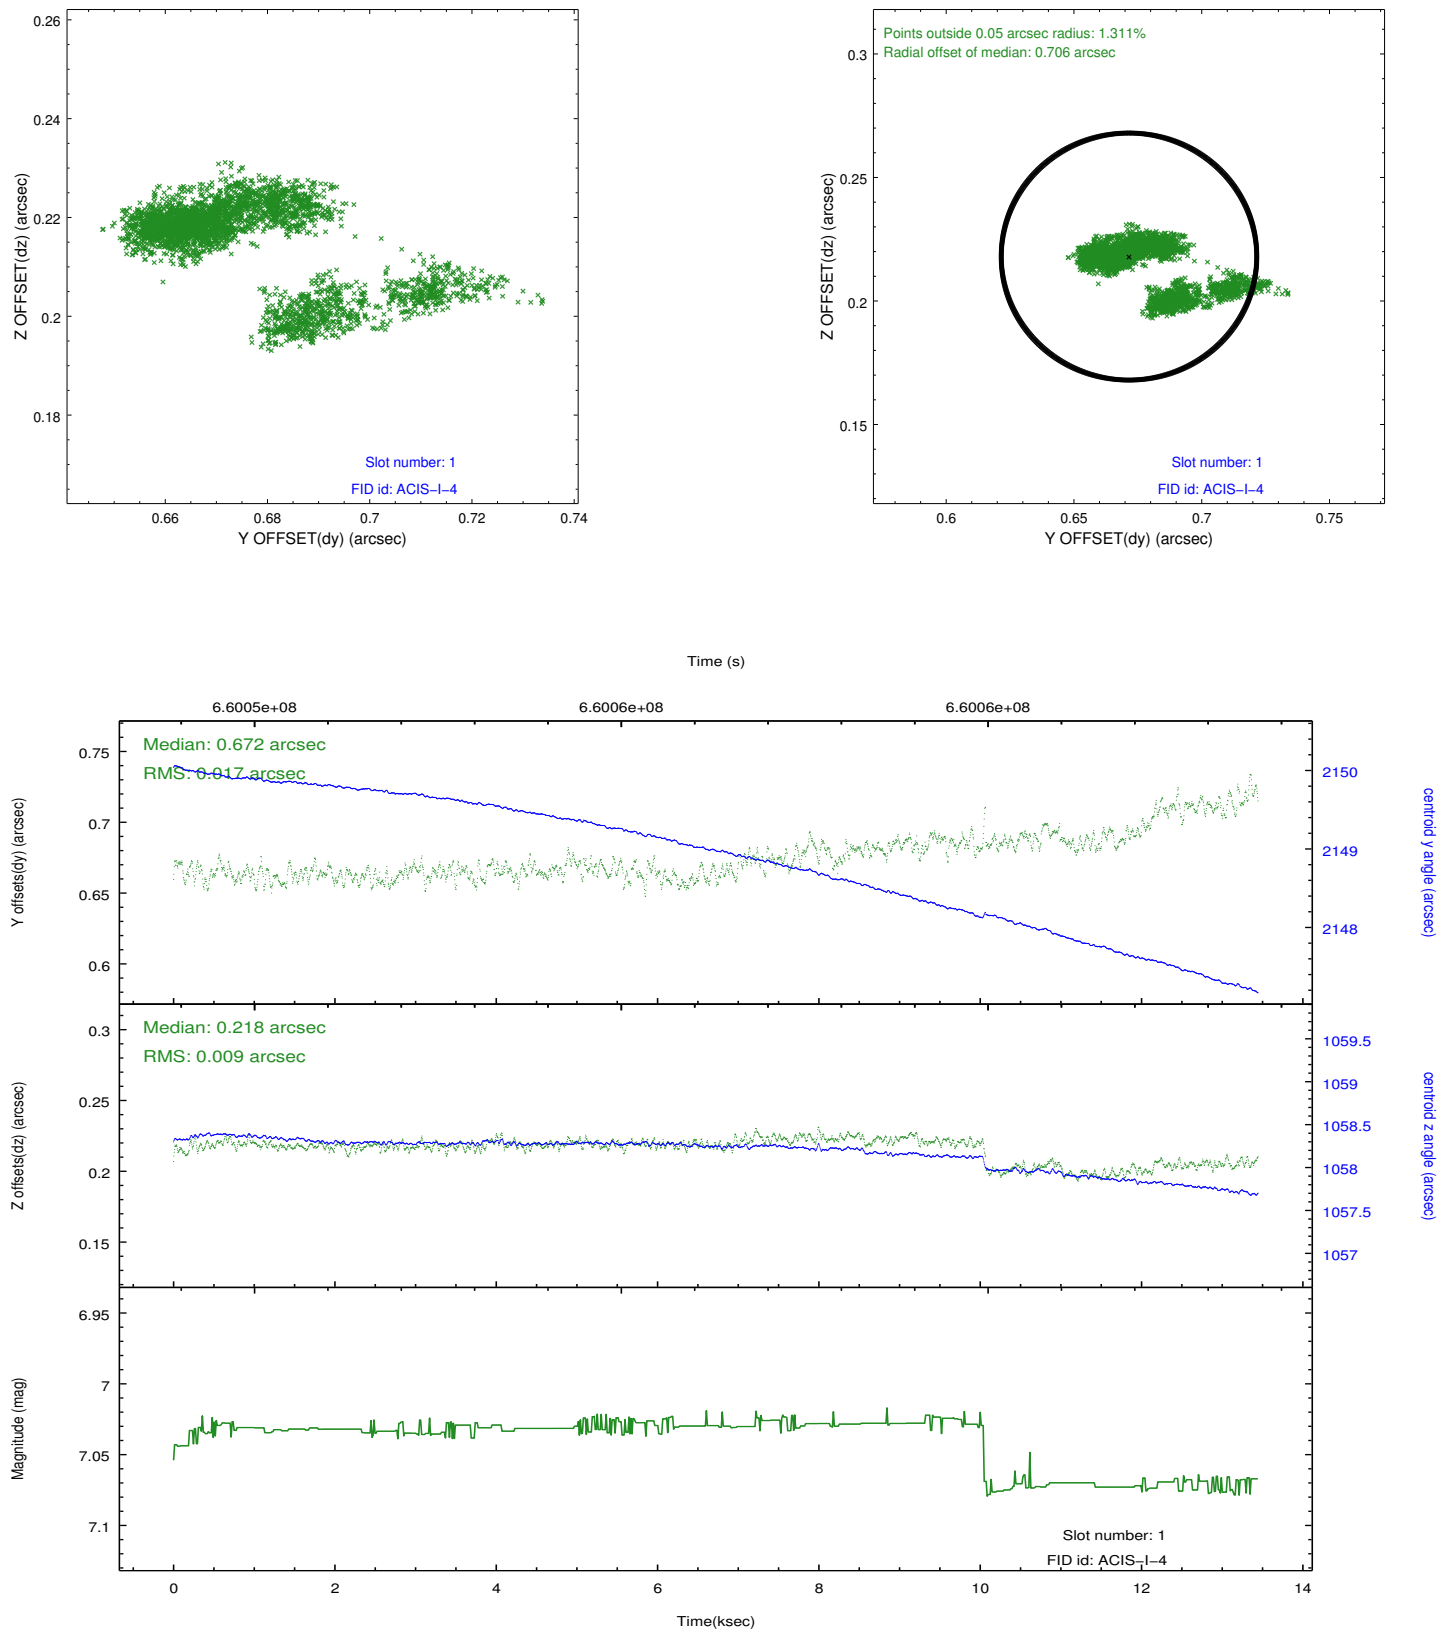 0.26
0.24
0.22
0.2
0.18
Z OFFSET(dz) (arcsec)
Slot number: 1
FID id: ACIS−I−4
0.66 0.68 0.7 0.72 0.74
Y OFFSET(dy) (arcsec)
Points outside 0.05 arcsec radius: 1.311%
Radial offset of median: 0.706 arcsec
0.3
0.25
0.2
0.15
Z OFFSET(dz) (arcsec)
Slot number: 1
FID id: ACIS−I−4
0.6 0.65 0.7 0.75
Y OFFSET(dy) (arcsec)
Time (s)
6.6005e+08 6.6006e+08 6.6006e+08
Median: 0.672 arcsec
RMS: 0.017 arcsec
0.75
0.7
0.65
0.6
Y offsets(dy) (arcsec)
2150
2149
2148
centroid y angle (arcsec)
Median: 0.218 arcsec
RMS: 0.009 arcsec
0.3
0.25
0.2
0.15
Z offsets(dz) (arcsec)
1059.5
1059
1058.5
1058
1057.5
1057
centroid z angle (arcsec)
6.95
7
7.05
7.1
Magnitude (mag)
Slot number: 1
FID id: ACIS−I−4
0 2 4 6 8 10 12 14
Time(ksec)